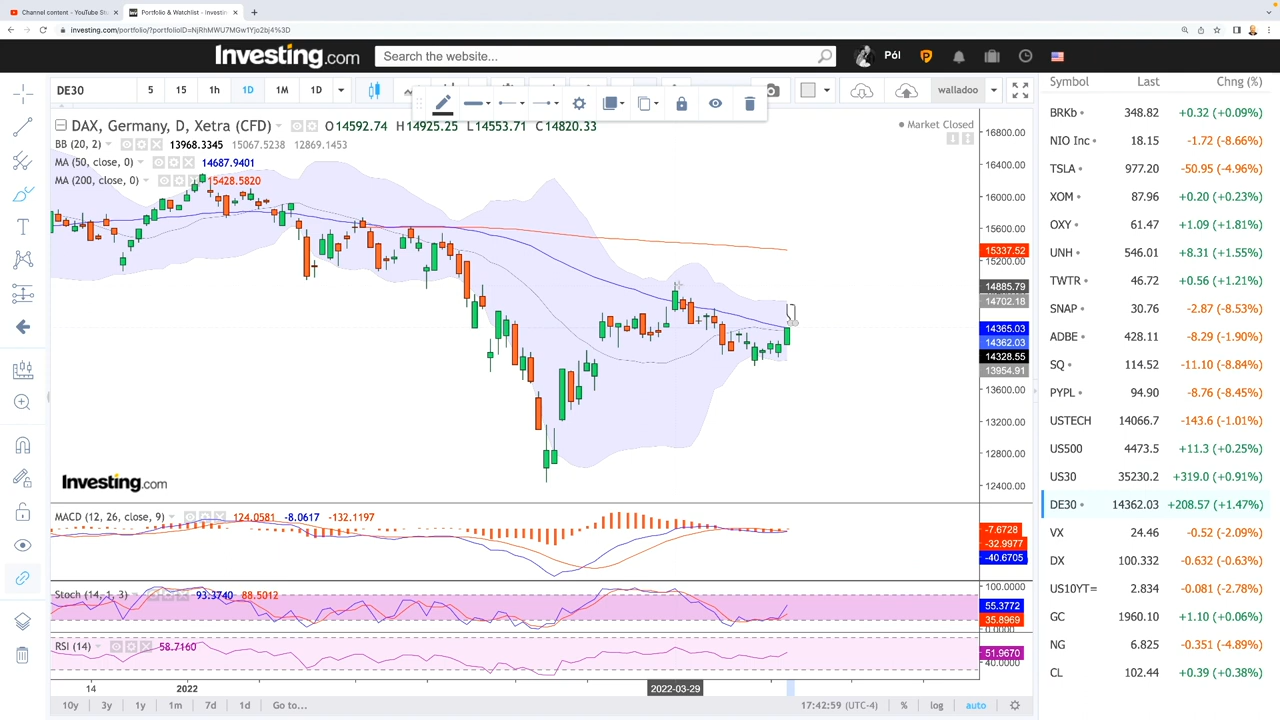 Channel content - YouTube Stu
Portfolio & Watchlist - Investin
investing.com/portfolio/?portfolioID=NjRhMWU7MGw1Yjo2bj4%3D
Investing.com
Search the website...
Pól
DE30
5
15
1h
1D
1M
1D
walladoo
DAX, Germany, D, Xetra (CFD)
O14592.74 H14925.25 L14553.71 C14820.33
Market Closed
BB (20, 2) 13968.3345 15067.5238 12869.1453
MA (50, close, 0) 14687.9401
MA (200, close, 0) 15428.5820
16800.00
16400.00
16000.00
15600.00
15337.52
15200.00
14885.79
14702.18
14365.03
14362.03
14328.55
13954.91
13600.00
13200.00
12800.00
12400.00
Investing.com
MACD (12, 26, close, 9) 124.0581 -8.0617 -132.1197
-7.6728
-32.9977
-40.6705
Stoch (14, 1, 3) 93.3740 88.5012
100.0000
55.3772
35.8969
0.0000
RSI (14) 58.7160
51.9670
40.0000
14
2022
2022-03-29
10y
3y
1y
1m
7d
1d
Go to...
17:42:59 (UTC-4)
%
log
auto
Symbol Last Chng (%)
BRKb 348.82 +0.32 (+0.09%)
NIO Inc 18.15 -1.72 (-8.66%)
TSLA 977.20 -50.95 (-4.96%)
XOM 87.96 +0.20 (+0.23%)
OXY 61.47 +1.09 (+1.81%)
UNH 546.01 +8.31 (+1.55%)
TWTR 46.72 +0.56 (+1.21%)
SNAP 30.76 -2.87 (-8.53%)
ADBE 428.11 -8.29 (-1.90%)
SQ 114.52 -11.10 (-8.84%)
PYPL 94.90 -8.76 (-8.45%)
USTECH 14066.7 -143.6 (-1.01%)
US500 4473.5 +11.3 (+0.25%)
US30 35230.2 +319.0 (+0.91%)
DE30 14362.03 +208.57 (+1.47%)
VX 24.46 -0.52 (-2.09%)
DX 100.332 -0.632 (-0.63%)
US10YT= 2.834 -0.081 (-2.78%)
GC 1960.10 +1.10 (+0.06%)
NG 6.825 -0.351 (-4.89%)
CL 102.44 +0.39 (+0.38%)